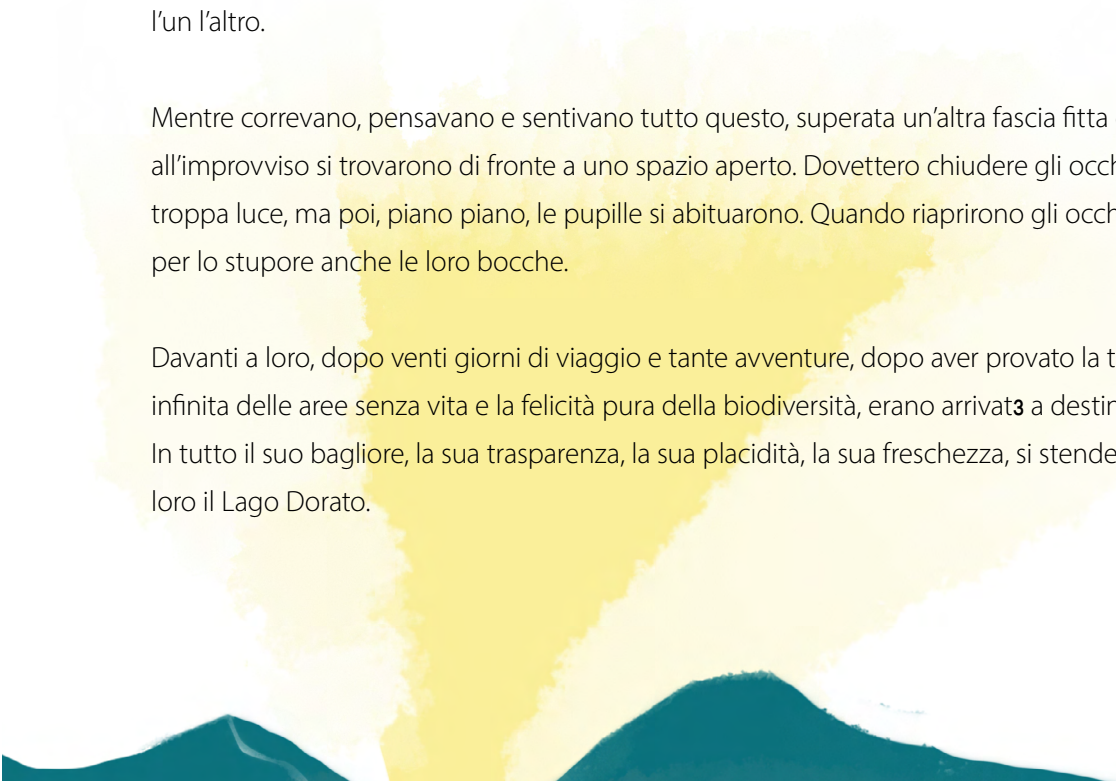 l'un l'altro.
Mentre correvano, pensavano e sentivano tutto questo, superata un'altra fascia fitta
all'improvviso si trovarono di fronte a uno spazio aperto. Dovettero chiudere gli occh
troppa luce, ma poi, piano piano, le pupille si abituarono. Quando riaprirono gli occh
per lo stupore anche le loro bocche.
Davanti a loro, dopo venti giorni di viaggio e tante avventure, dopo aver provato la t
infinita delle aree senza vita e la felicità pura della biodiversità, erano arrivat3 a destin
In tutto il suo bagliore, la sua trasparenza, la sua placidità, la sua freschezza, si stende
loro il Lago Dorato.